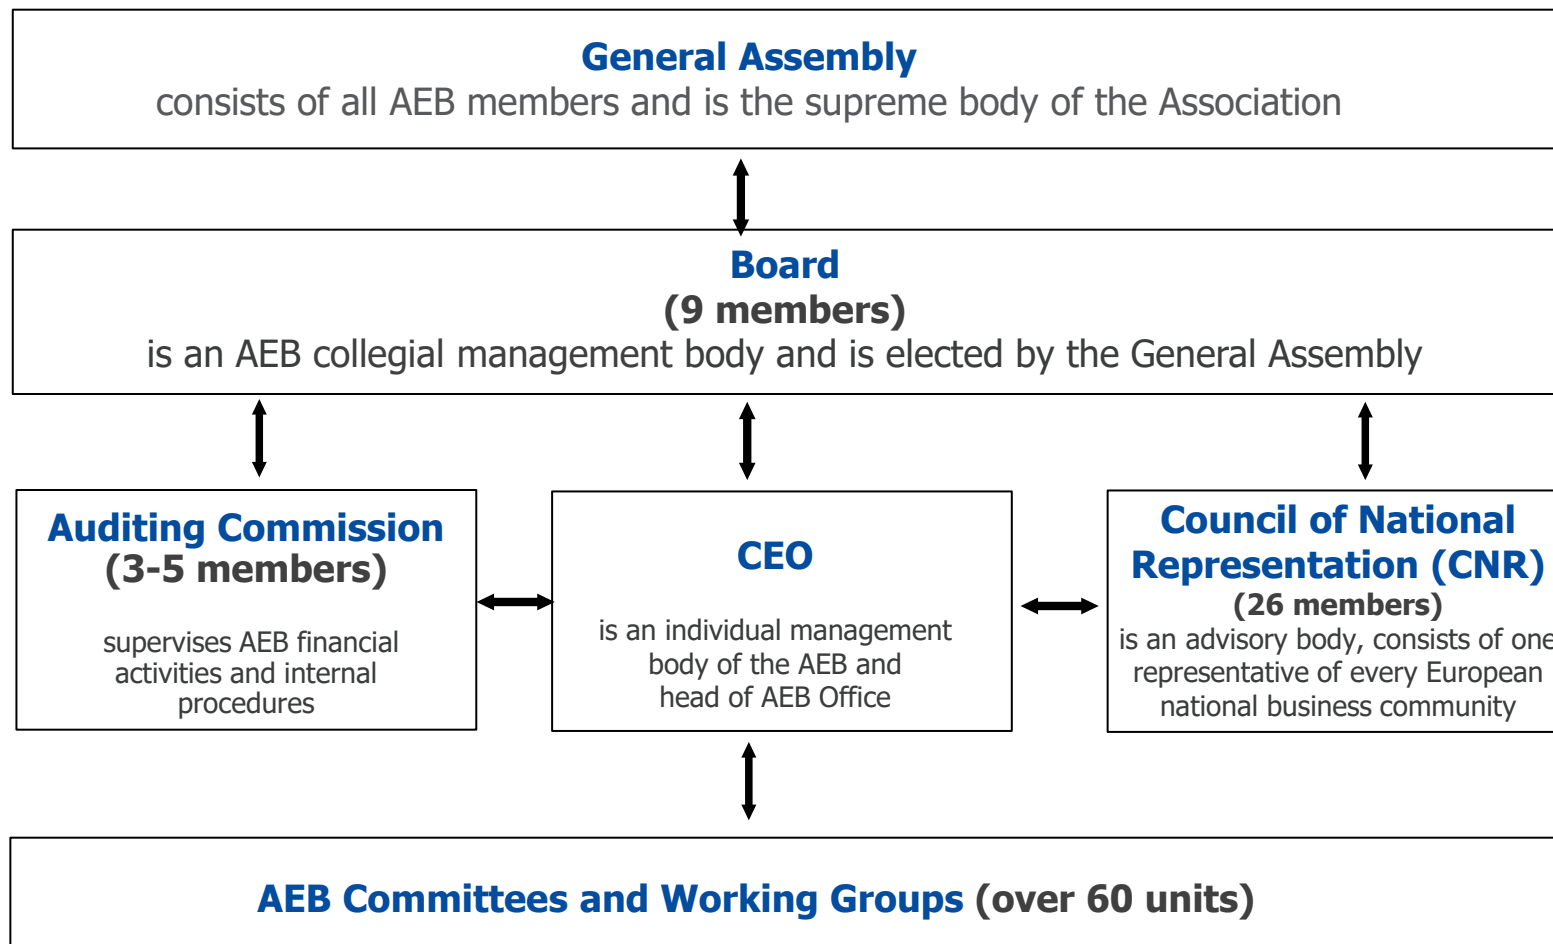 General Assembly
consists of all AEB members and is the supreme body of the Association
Board
(9 members)
is an AEB collegial management body and is elected by the General Assembly
Auditing Commission
(3-5 members)
supervises AEB financial
activities and internal
procedures
CEO
is an individual management
body of the AEB and
head of AEB Office
Council of National
Representation (CNR)
(26 members)
is an advisory body, consists of one
representative of every European
national business community
AEB Committees and Working Groups (over 60 units)